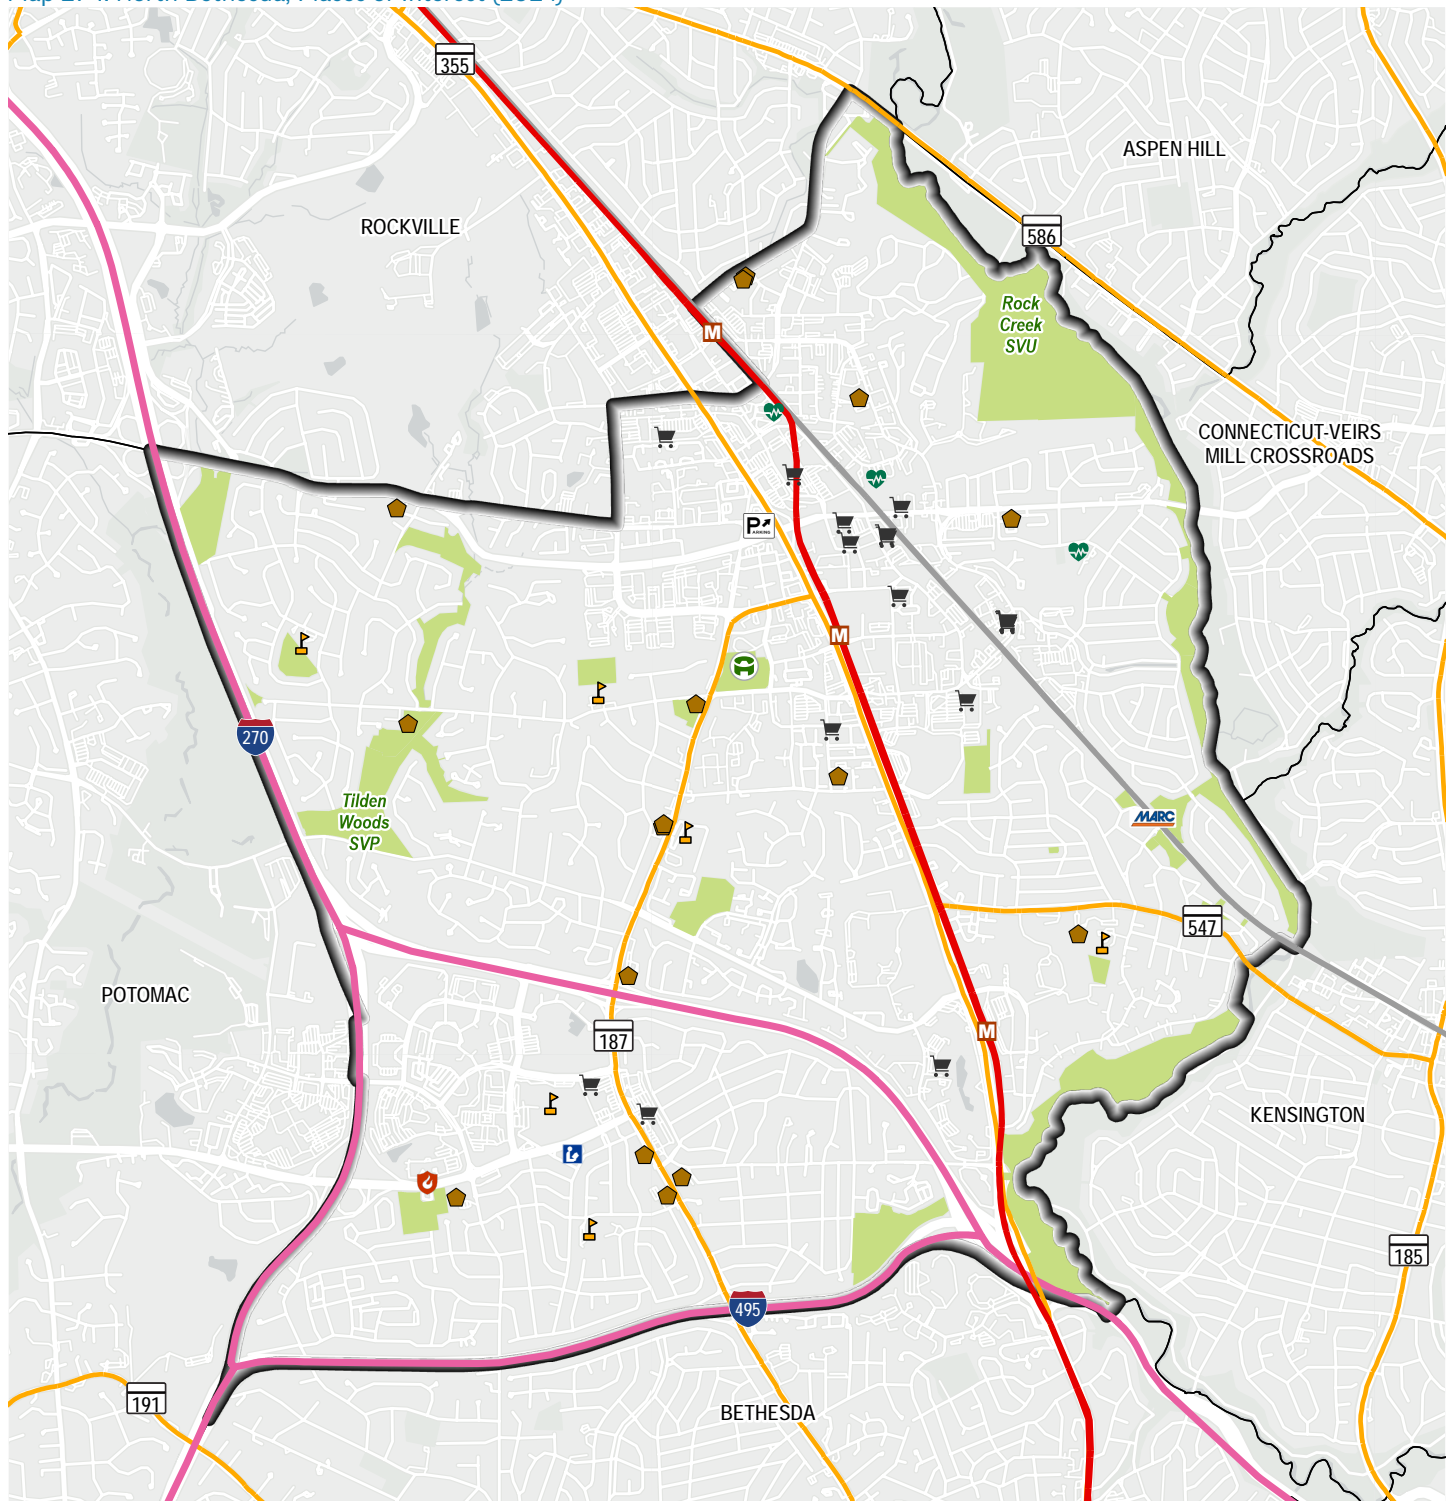 355
ASPEN HILL
ROCKVILLE
586
Rock
Creek
SVU
M
CONNECTICUT-VEIRS
MILL CROSSROADS
P
ARKING
M
270
Tilden
Woods
SVP
MARC
547
POTOMAC
187
M
KENSINGTON
185
495
191
BETHESDA